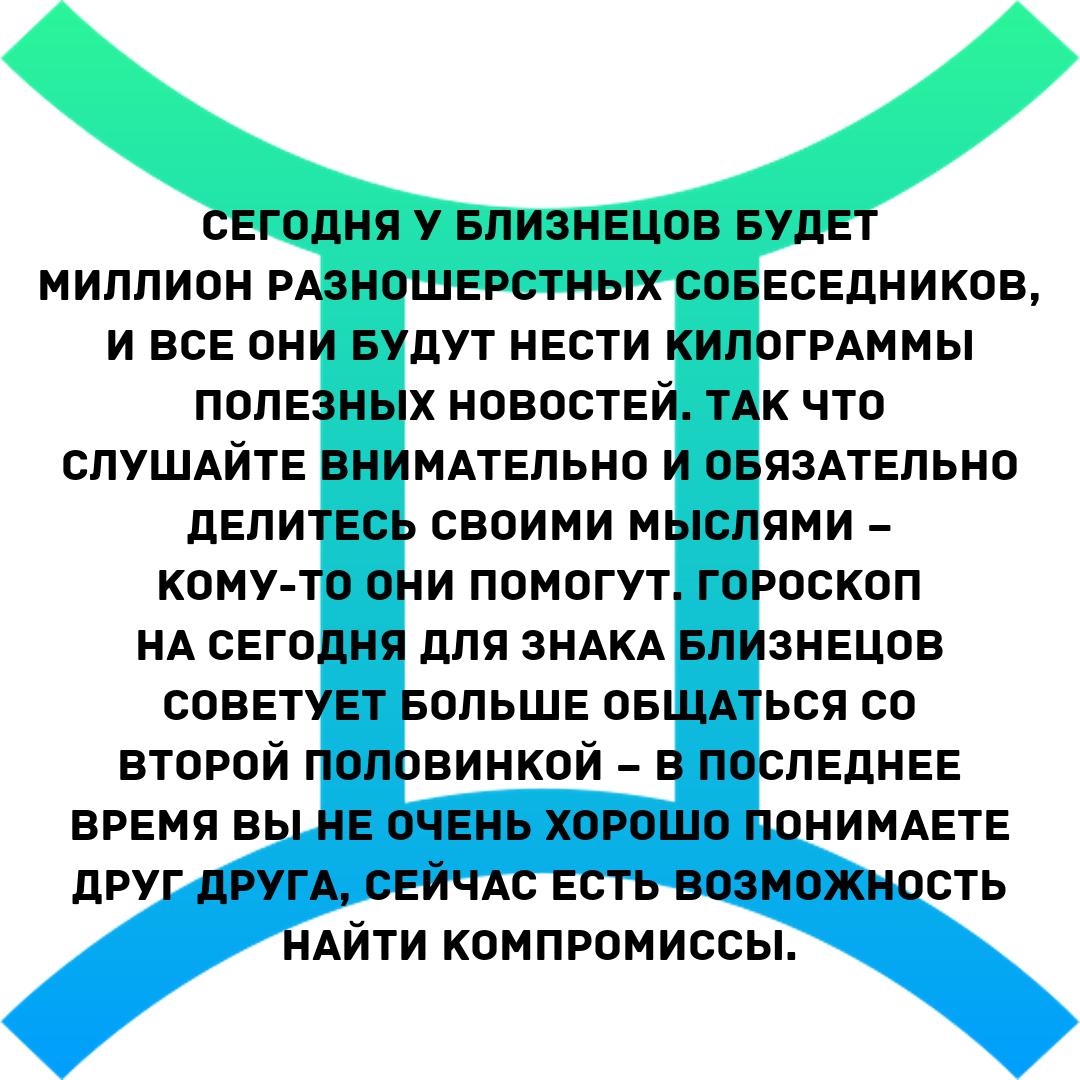 СЕГОДНЯ У БЛИЗНЕЦОВ БУДЕТ
МИЛЛИОН РАЗНОШЕРСТНЫХ СОБЕСЕДНИКОВ,
И ВСЕ ОНИ БУДУТ НЕСТИ КИЛОГРАММЫ
ПОЛЕЗНЫХ НОВОСТЕЙ. ТАК ЧТО
СЛУШАЙТЕ ВНИМАТЕЛЬНО И ОБЯЗАТЕЛЬНО
ДЕЛИТЕСЬ СВОИМИ МЫСЛЯМИ –
КОМУ-ТО ОНИ ПОМОГУТ. ГОРОСКОП
НА СЕГОДНЯ ДЛЯ ЗНАКА БЛИЗНЕЦОВ
СОВЕТУЕТ БОЛЬШЕ ОБЩАТЬСЯ СО
ВТОРОЙ ПОЛОВИНКОЙ – В ПОСЛЕДНЕЕ
ВРЕМЯ ВЫ НЕ ОЧЕНЬ ХОРОШО ПОНИМАЕТЕ
ДРУГ ДРУГА, СЕЙЧАС ЕСТЬ ВОЗМОЖНОСТЬ
НАЙТИ КОМПРОМИССЫ.